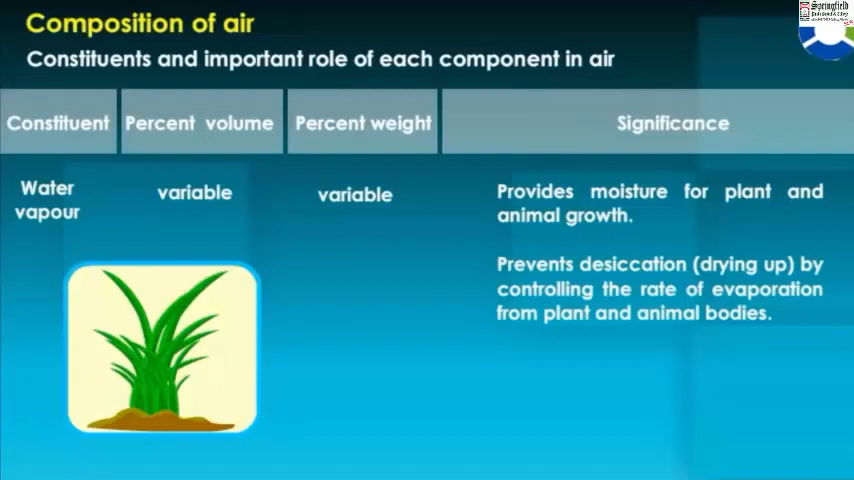 Springfield
Composition of air
Constituents and important role of each component in air
Constituent Percent volume Percent weight Significance
Water vapour variable variable Provides moisture for plant and
animal growth.
Prevents desiccation (drying up) by
controlling the rate of evaporation
from plant and animal bodies.